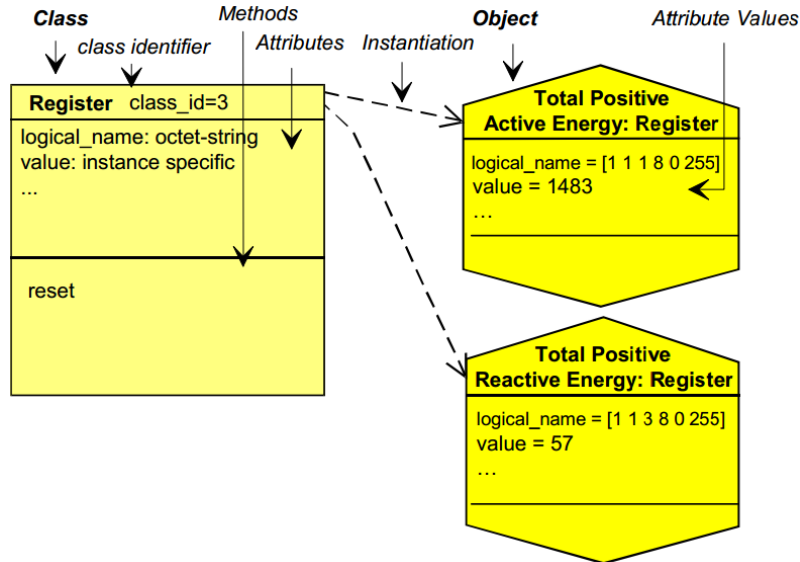 Class
class identifier
Methods
Attributes
Instantiation
Object
Attribute Values
Register class_id=3
logical_name: octet-string
value: instance specific
...
reset
Total Positive
Active Energy: Register
logical_name = [1 1 1 8 0 255]
value = 1483
...
Total Positive
Reactive Energy: Register
logical_name = [1 1 3 8 0 255]
value = 57
...